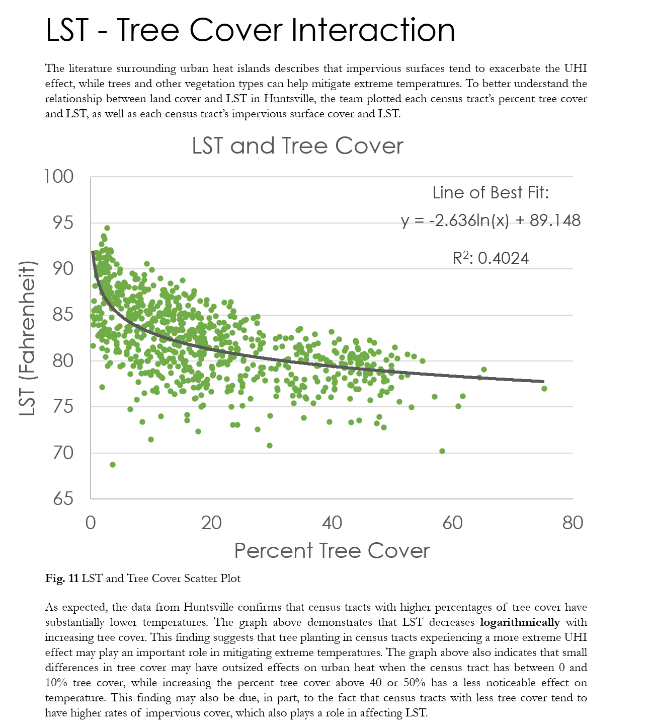 LST - Tree Cover Interaction
The literature surrounding urban heat islands describes that impervious surfaces tend to exacerbate the UHI
effect, while trees and other vegetation types can help mitigate extreme temperatures. To better understand the
relationship between land cover and LST in Huntsville, the team plotted each census tract's percent tree cover
and LST, as well as each census tract's impervious surface cover and LST.
LST and Tree Cover
100
95
90
85
80
75
70
65
LST (Fahrenheit)
Line of Best Fit:
y = -2.636ln(x) + 89.148
R²: 0.4024
0 20 40 60 80
Percent Tree Cover
Fig. 11 LST and Tree Cover Scatter Plot
As expected, the data from Huntsville confirms that census tracts with higher percentages of tree cover have
substantially lower temperatures. The graph above demonstrates that LST decreases logarithmically with
increasing tree cover. This finding suggests that tree planting in census tracts experiencing a more extreme UHI
effect may play an important role in mitigating extreme temperatures. The graph above also indicates that small
differences in tree cover may have outsized effects on urban heat when the census tract has between 0 and
10% tree cover, while increasing the percent tree cover above 40 or 50% has a less noticeable effect on
temperature. This finding may also be due, in part, to the fact that census tracts with less tree cover tend to
have higher rates of impervious cover, which also plays a role in affecting LST.